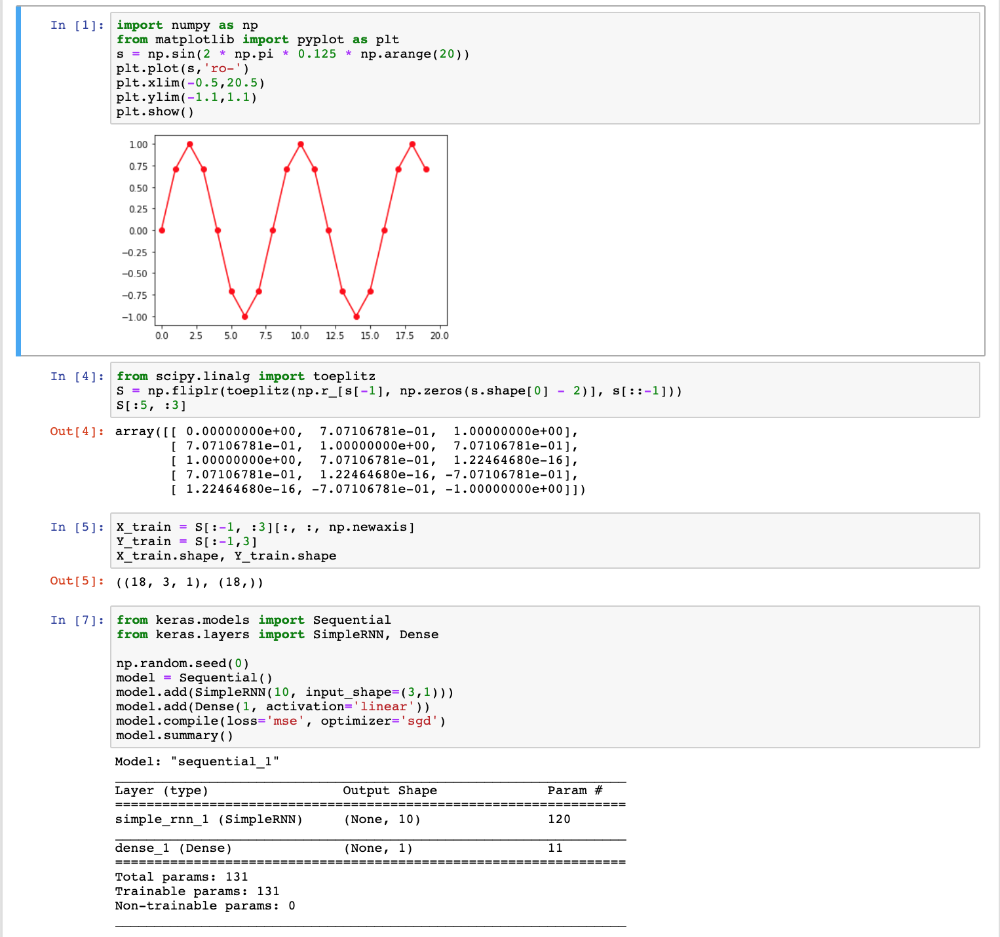 In [1]: import numpy as np
from matplotlib import pyplot as plt
s = np.sin(2 * np.pi * 0.125 * np.arange(20))
plt.plot(s,'ro-')
plt.xlim(-0.5,20.5)
plt.ylim(-1.1,1.1)
plt.show()
1.00
0.75
0.50
0.25
0.00
−0.25
−0.50
−0.75
−1.00
0.0 2.5 5.0 7.5 10.0 12.5 15.0 17.5 20.0
In [4]: from scipy.linalg import toeplitz
S = np.fliplr(toeplitz(np.r_[s[-1], np.zeros(s.shape[0] - 2)], s[::-1]))
S[:5, :3]
Out[4]: array([[ 0.00000000e+00,  7.07106781e-01,  1.00000000e+00],
[ 7.07106781e-01,  1.00000000e+00,  7.07106781e-01],
[ 1.00000000e+00,  7.07106781e-01,  1.22464680e-16],
[ 7.07106781e-01,  1.22464680e-16, -7.07106781e-01],
[ 1.22464680e-16, -7.07106781e-01, -1.00000000e+00]])
In [5]: X_train = S[:-1, :3][:, :, np.newaxis]
Y_train = S[:-1,3]
X_train.shape, Y_train.shape
Out[5]: ((18, 3, 1), (18,))
In [7]: from keras.models import Sequential
from keras.layers import SimpleRNN, Dense
np.random.seed(0)
model = Sequential()
model.add(SimpleRNN(10, input_shape=(3,1)))
model.add(Dense(1, activation='linear'))
model.compile(loss='mse', optimizer='sgd')
model.summary()
Model: "sequential_1"
_________________________________________________________________
Layer (type)                 Output Shape              Param #
=================================================================
simple_rnn_1 (SimpleRNN)     (None, 10)                120
_________________________________________________________________
dense_1 (Dense)              (None, 1)                 11
=================================================================
Total params: 131
Trainable params: 131
Non-trainable params: 0
_________________________________________________________________